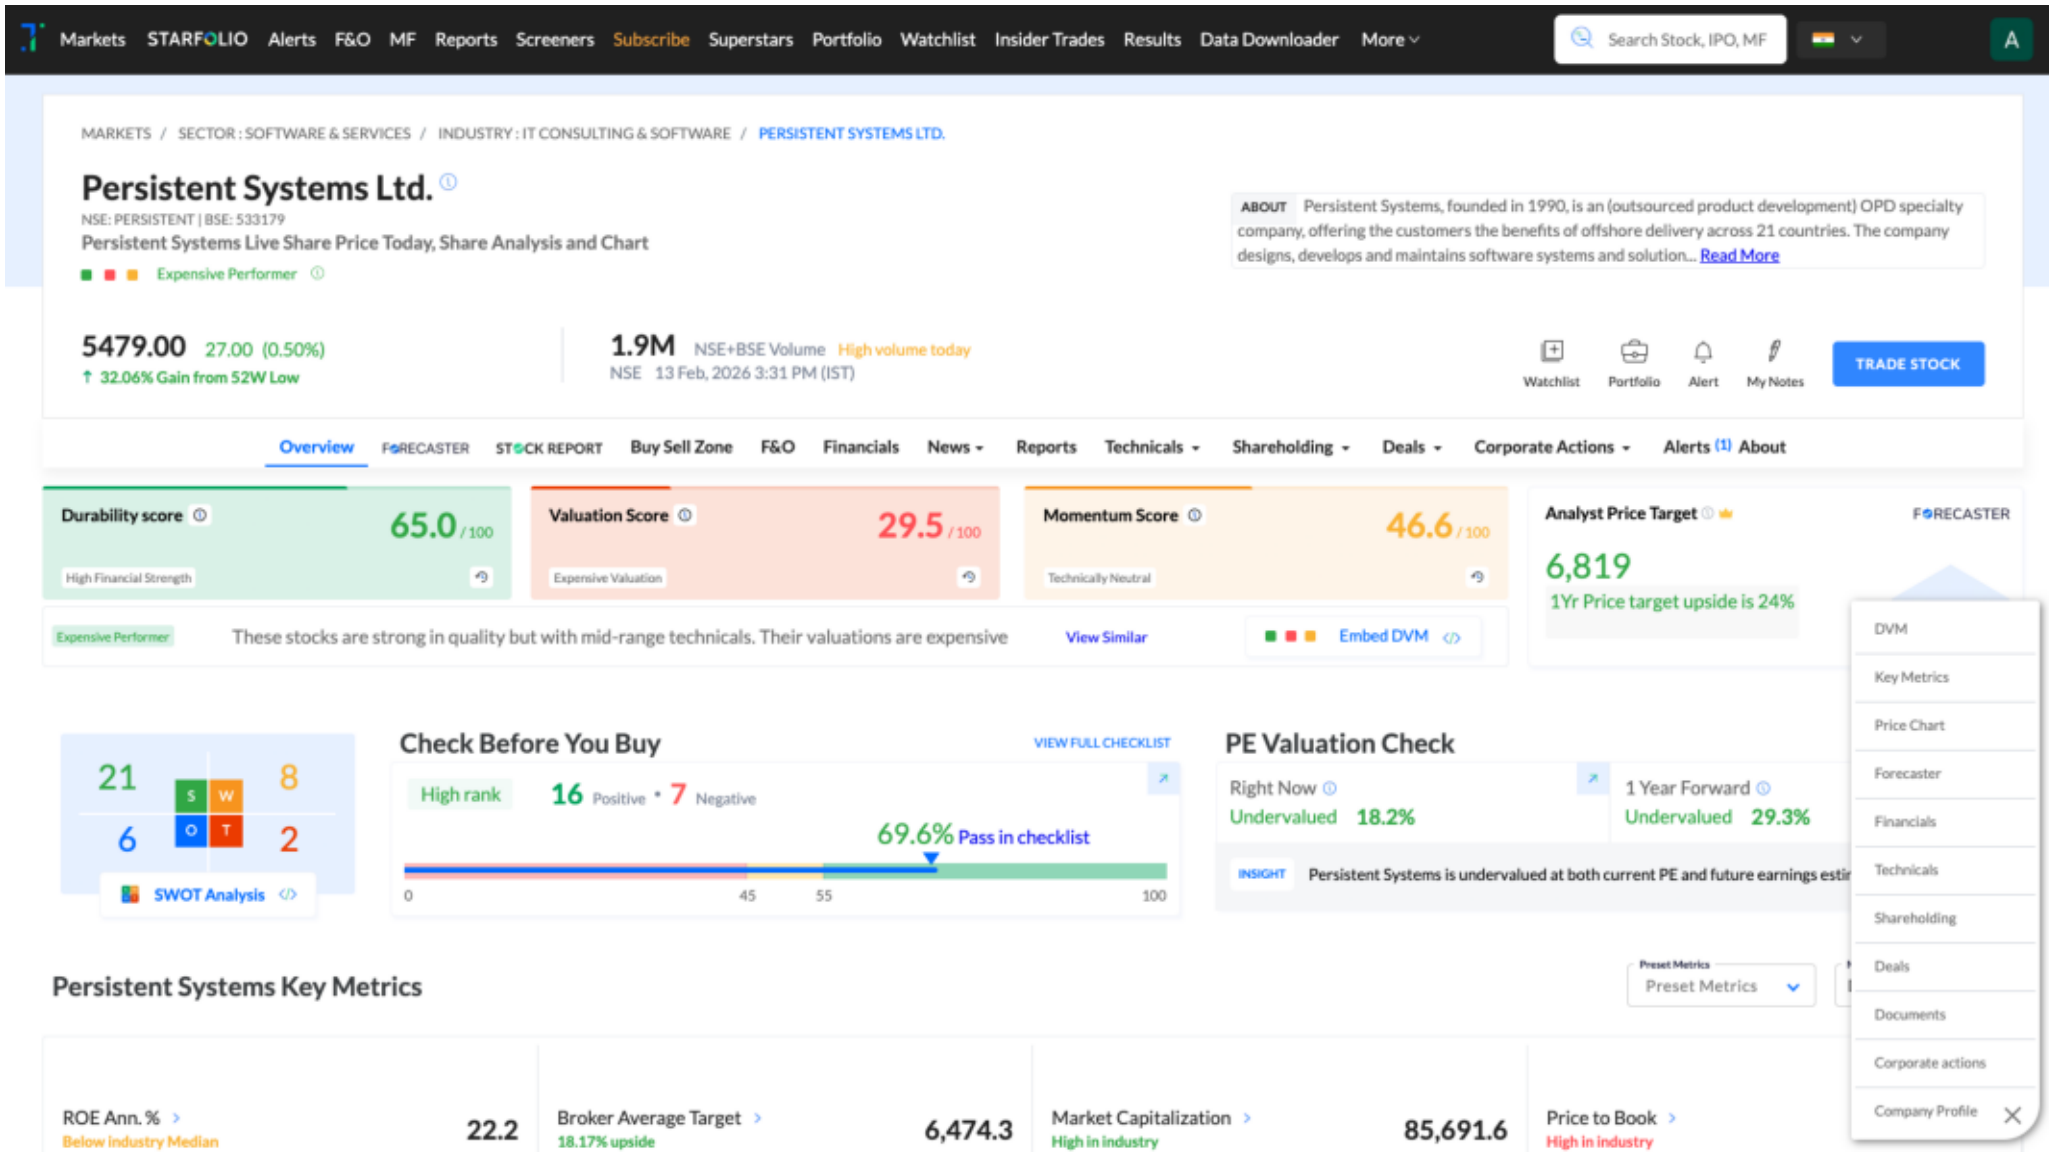 Markets STARFOLIO Alerts F&O MF Reports Screeners Subscribe Superstars Portfolio Watchlist Insider Trades Results Data Downloader More Search Stock, IPO, MF A
MARKETS / SECTOR : SOFTWARE & SERVICES / INDUSTRY : IT CONSULTING & SOFTWARE / PERSISTENT SYSTEMS LTD.
Persistent Systems Ltd.
NSE: PERSISTENT | BSE: 533179
Persistent Systems Live Share Price Today, Share Analysis and Chart
Expensive Performer
ABOUT Persistent Systems, founded in 1990, is an (outsourced product development) OPD specialty
company, offering the customers the benefits of offshore delivery across 21 countries. The company
designs, develops and maintains software systems and solution... Read More
5479.00 27.00 (0.50%)
↑ 32.06% Gain from 52W Low
1.9M NSE+BSE Volume High volume today
NSE 13 Feb, 2026 3:31 PM (IST)
Watchlist Portfolio Alert My Notes TRADE STOCK
Overview FORECASTER STOCK REPORT Buy Sell Zone F&O Financials News Reports Technicals Shareholding Deals Corporate Actions Alerts (1) About
Durability score 65.0 / 100
High Financial Strength
Valuation Score 29.5 / 100
Expensive Valuation
Momentum Score 46.6 / 100
Technically Neutral
Analyst Price Target FORECASTER
6,819
1Yr Price target upside is 24%
Expensive Performer These stocks are strong in quality but with mid-range technicals. Their valuations are expensive View Similar Embed DVM </>
21 8
S W
O T
6 2
SWOT Analysis </>
Check Before You Buy VIEW FULL CHECKLIST
High rank 16 Positive • 7 Negative
69.6% Pass in checklist
0 45 55 100
PE Valuation Check
Right Now
Undervalued 18.2%
1 Year Forward
Undervalued 29.3%
INSIGHT Persistent Systems is undervalued at both current PE and future earnings
Persistent Systems Key Metrics
Preset Metrics
Preset Metrics
ROE Ann. % 22.2
Below industry Median
Broker Average Target 6,474.3
18.17% upside
Market Capitalization 85,691.6
High in industry
Price to Book
High in industry
DVM
Key Metrics
Price Chart
Forecaster
Financials
Technicals
Shareholding
Deals
Documents
Corporate actions
Company Profile